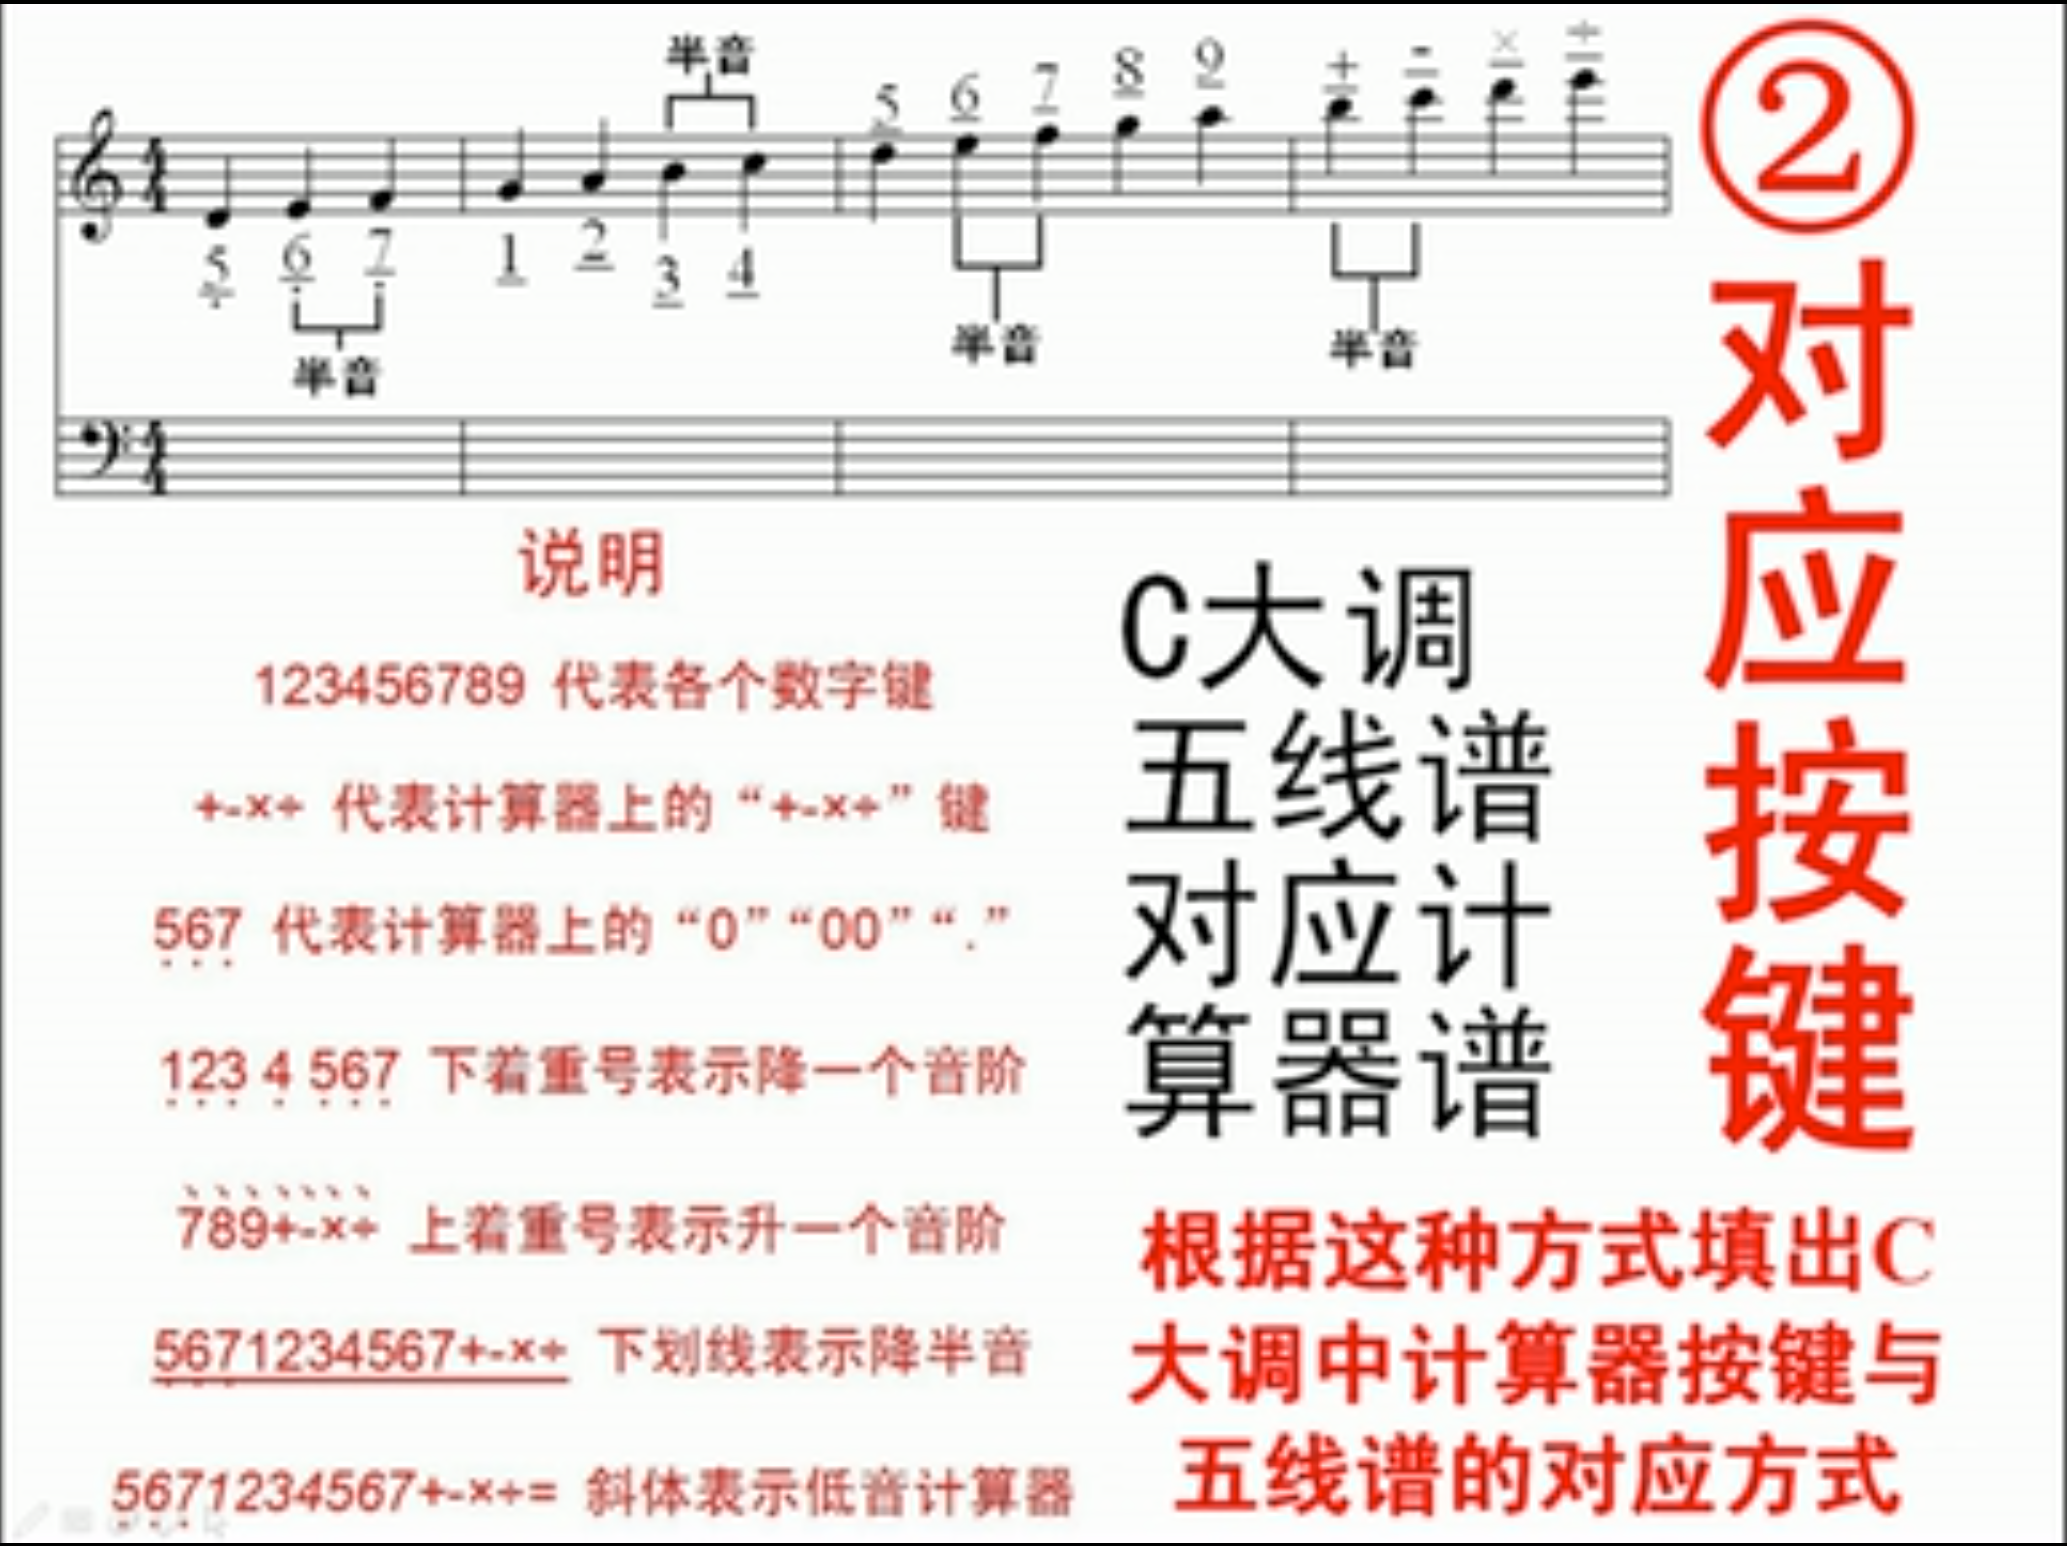 半音
5 6 7 8 9 + - × ÷
5 6 7 1 2 3 4
半音 半音 半音
②对应按键
说明
123456789 代表各个数字键
+-×÷ 代表计算器上的“+-×÷”键
567 代表计算器上的“0”“00”“.”
123 4 567 下着重号表示降一个音阶
789+-×÷ 上着重号表示升一个音阶
5671234567+-×÷ 下划线表示降半音
5671234567+-×÷= 斜体表示低音计算器
C大调
五线谱
对应计
算器谱
根据这种方式填出C
大调中计算器按键与
五线谱的对应方式